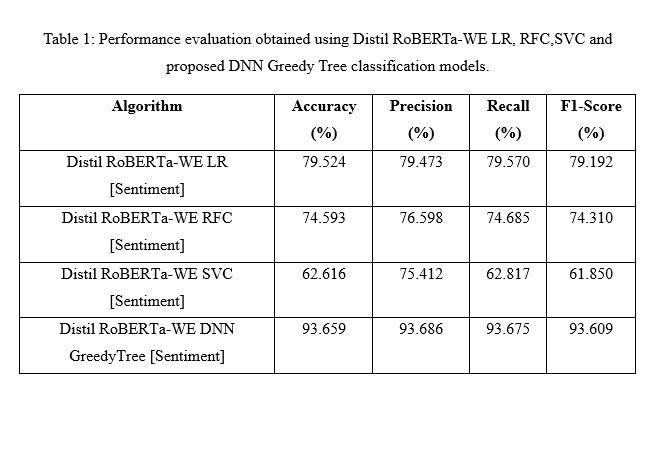 Table 1: Performance evaluation obtained using Distil RoBERTa-WE LR, RFC,SVC and
proposed DNN Greedy Tree classification models.
Algorithm Accuracy Precision Recall F1-Score
(%) (%) (%) (%)
Distil RoBERTa-WE LR 79.524 79.473 79.570 79.192
[Sentiment]
Distil RoBERTa-WE RFC 74.593 76.598 74.685 74.310
[Sentiment]
Distil RoBERTa-WE SVC 62.616 75.412 62.817 61.850
[Sentiment]
Distil RoBERTa-WE DNN 93.659 93.686 93.675 93.609
GreedyTree [Sentiment]